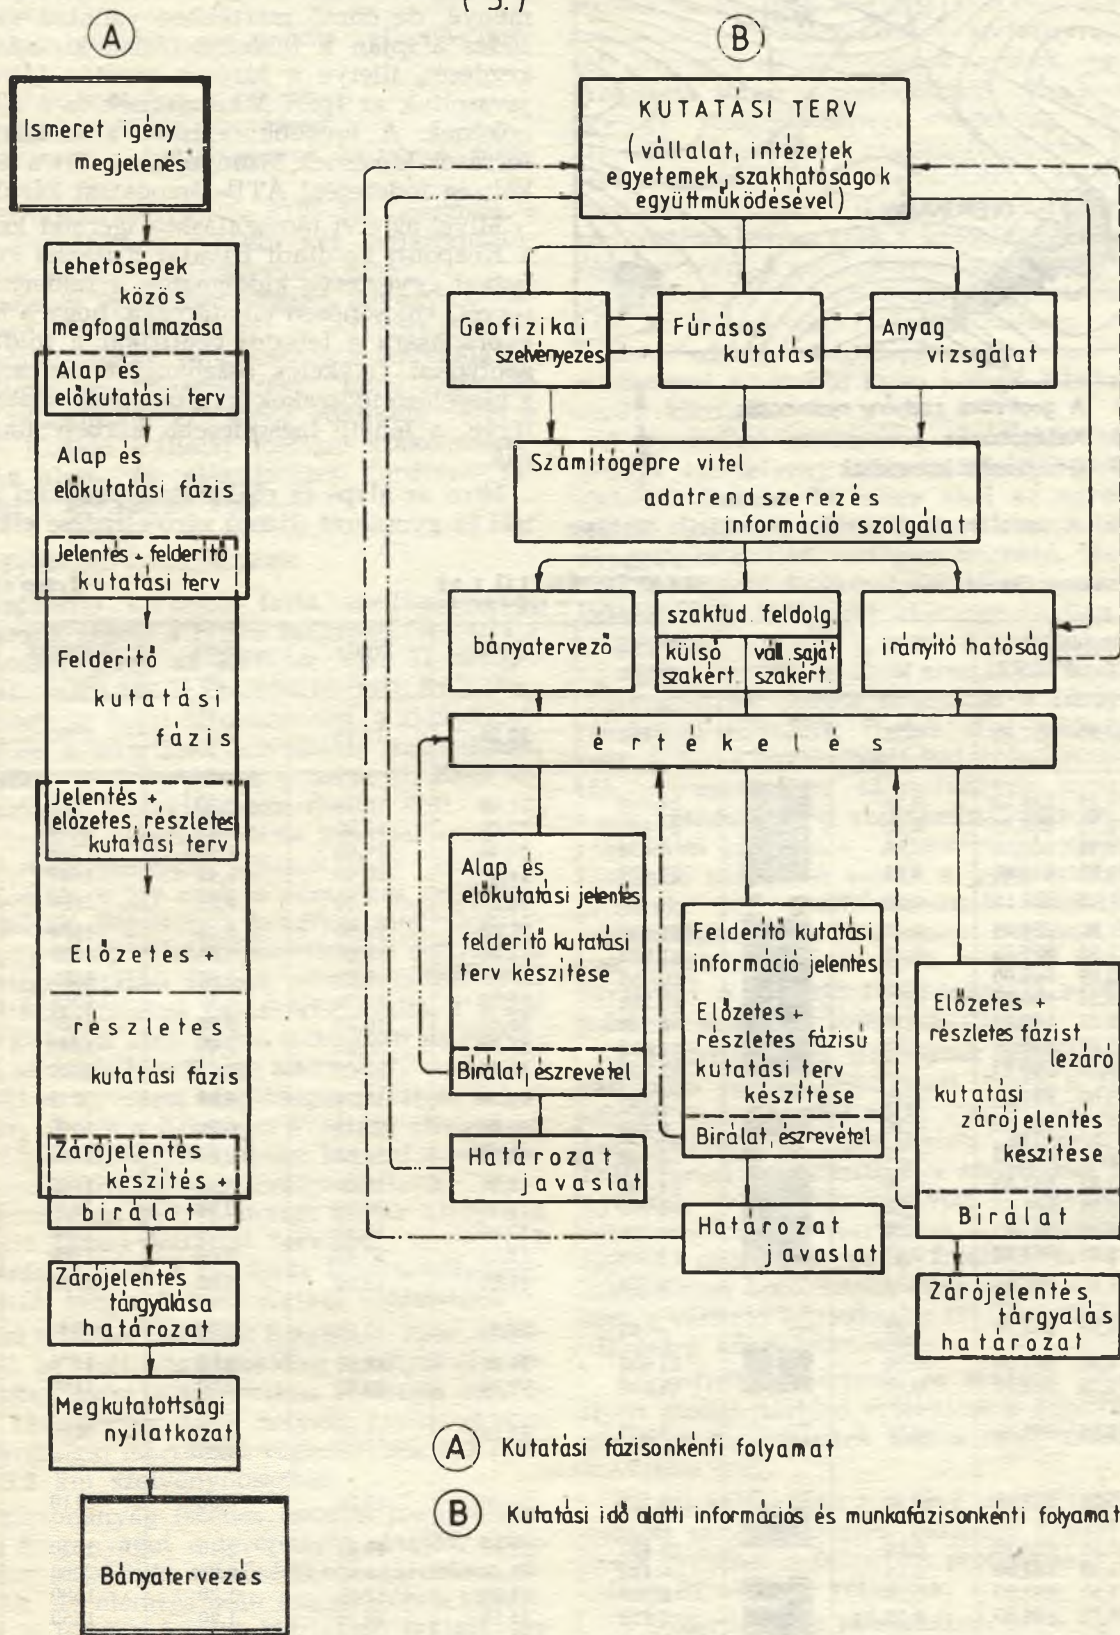 ( 5. )
A
Ismeret igény
megjelenés
Lehetőségek
közös
megfogalmazása
Alap és
előkutatási terv
Alap és
előkutatási fázis
Jelentés + felderítő
kutatási terv
Felderítő
kutatási
fázis
Jelentés +
előzetes, részletes
kutatási terv
Előzetes +
részletes
kutatási fázis
Zárójelentés
készítés +
bírálat
Zárójelentés
tárgyalása
határozat
Megkutatottsági
nyilatkozat
Bányatervezés
B
KUTATÁSI TERV
(vállalat, intézetek
egyetemek, szakhatóságok
együttműködésével)
Geofizikai
szelvényezés
Fúrásos
kutatás
Anyag
vizsgálat
Számítógépre vitel
adatrendszerezés
információ szolgálat
bányatervező
szaktud. feldolg.
külső
szakért.
váll. saját
szakért.
irányító hatóság
értékelés
Alap és
előkutatási jelentés
felderítő kutatási
terv készítése
Bírálat, észrevétel
Határozat
javaslat
Felderítő kutatási
információ jelentés
Előzetes +
részletes fázisú
kutatási terv
készítése
Bírálat, észrevétel
Határozat
javaslat
Előzetes +
részletes fázist
lezáró
kutatási
zárójelentés
készítése
Bírálat
Zárójelentés
tárgyalás
határozat
A Kutatási fázisonkénti folyamat
B Kutatási idő alatti információs és munkafázisonkénti folyamat